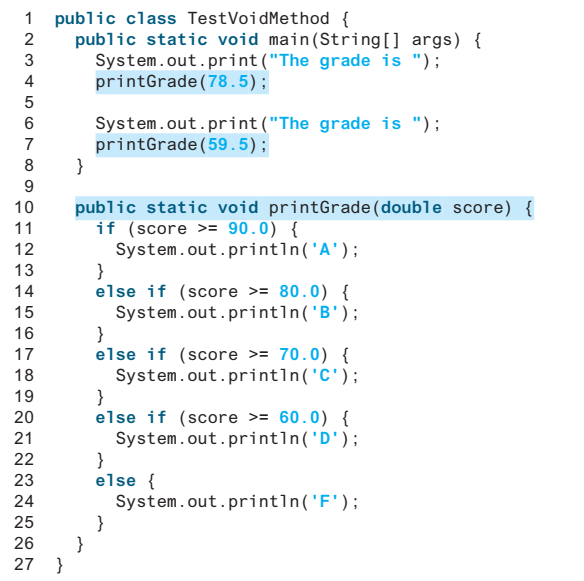 1 public class TestVoidMethod {
2   public static void main(String[] args) {
3     System.out.print("The grade is ");
4     printGrade(78.5);
5
6     System.out.print("The grade is ");
7     printGrade(59.5);
8   }
9
10   public static void printGrade(double score) {
11     if (score >= 90.0) {
12       System.out.println('A');
13     }
14     else if (score >= 80.0) {
15       System.out.println('B');
16     }
17     else if (score >= 70.0) {
18       System.out.println('C');
19     }
20     else if (score >= 60.0) {
21       System.out.println('D');
22     }
23     else {
24       System.out.println('F');
25     }
26   }
27 }